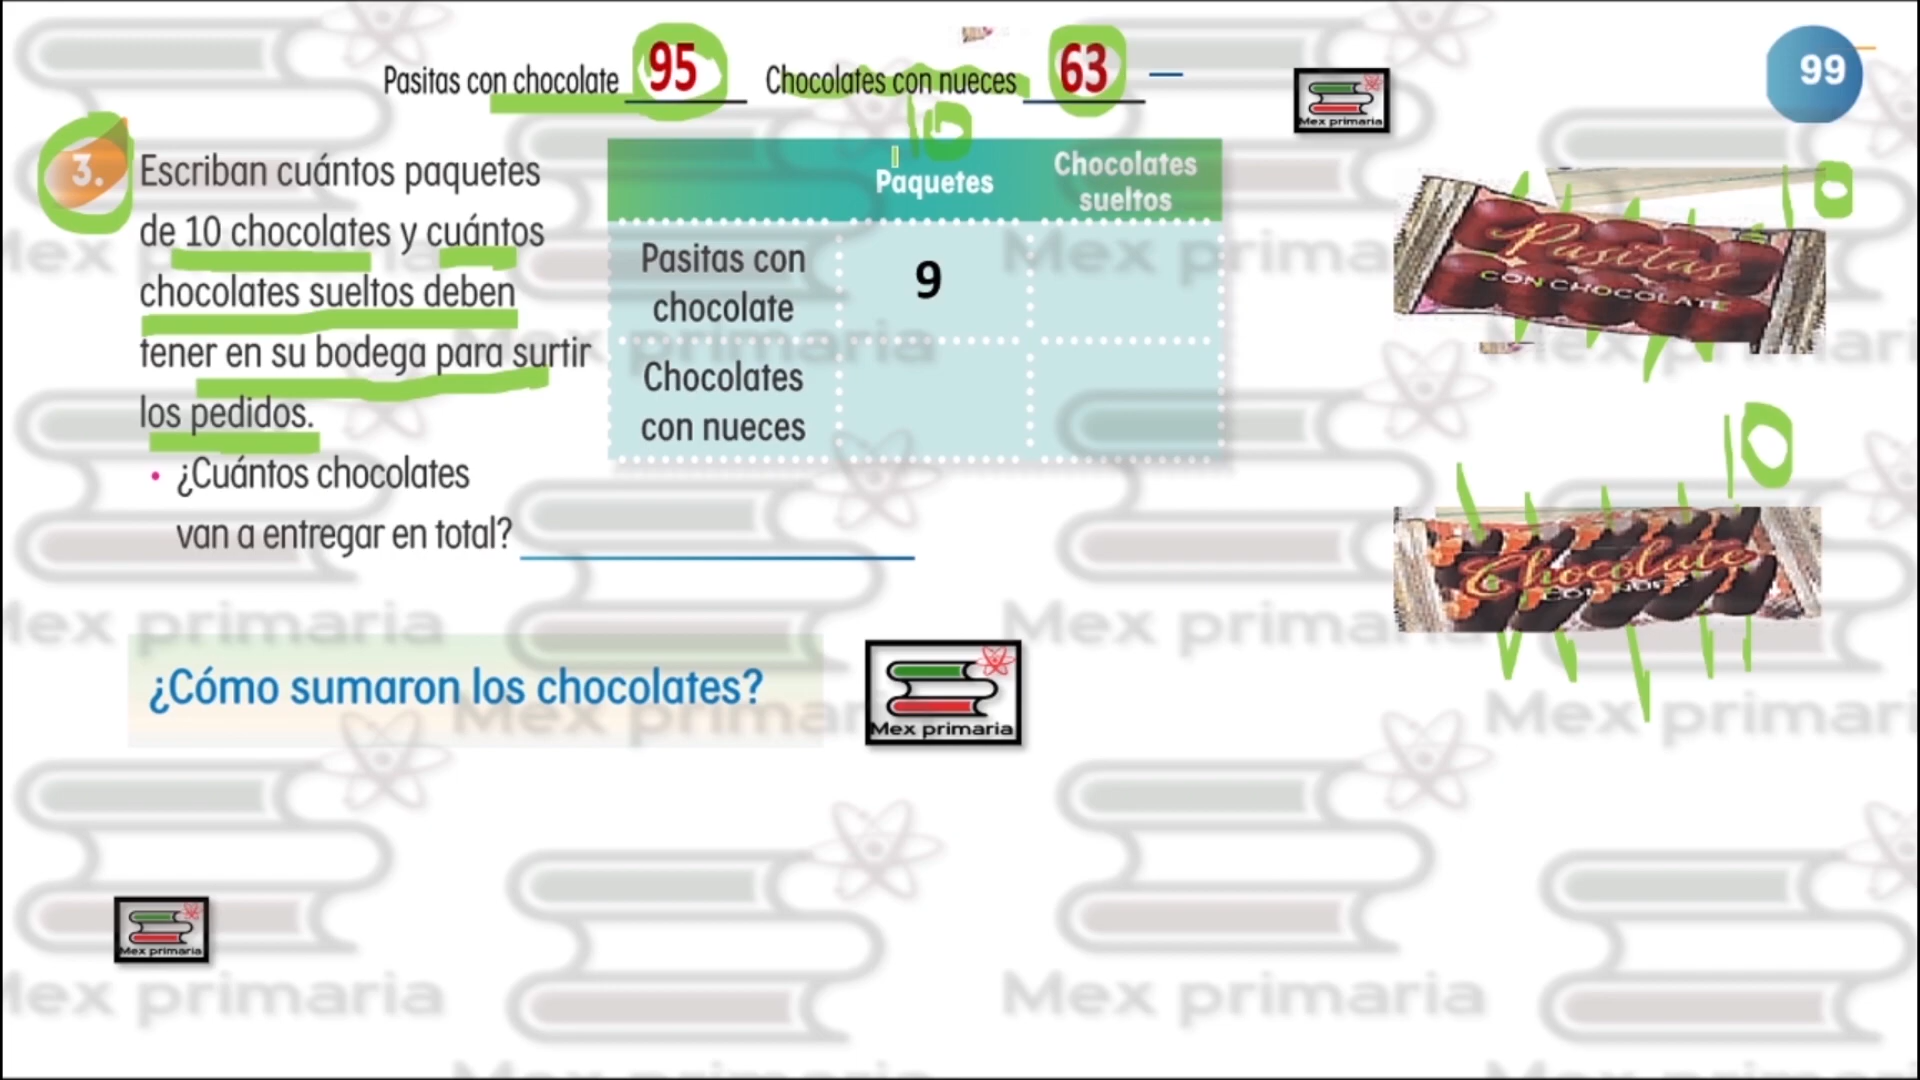 Pasitas con chocolate 95 Chocolates con nueces 63
99
Mex primaria
10
3. Escriban cuántos paquetes
de 10 chocolates y cuántos
chocolates sueltos deben
tener en su bodega para surtir
los pedidos.
• ¿Cuántos chocolates
van a entregar en total?
Paquetes Chocolates sueltos
Pasitas con chocolate 9
Chocolates con nueces
10
Pasitas
CON CHOCOLATE
10
Chocolate
¿Cómo sumaron los chocolates?
Mex primaria
Mex primaria